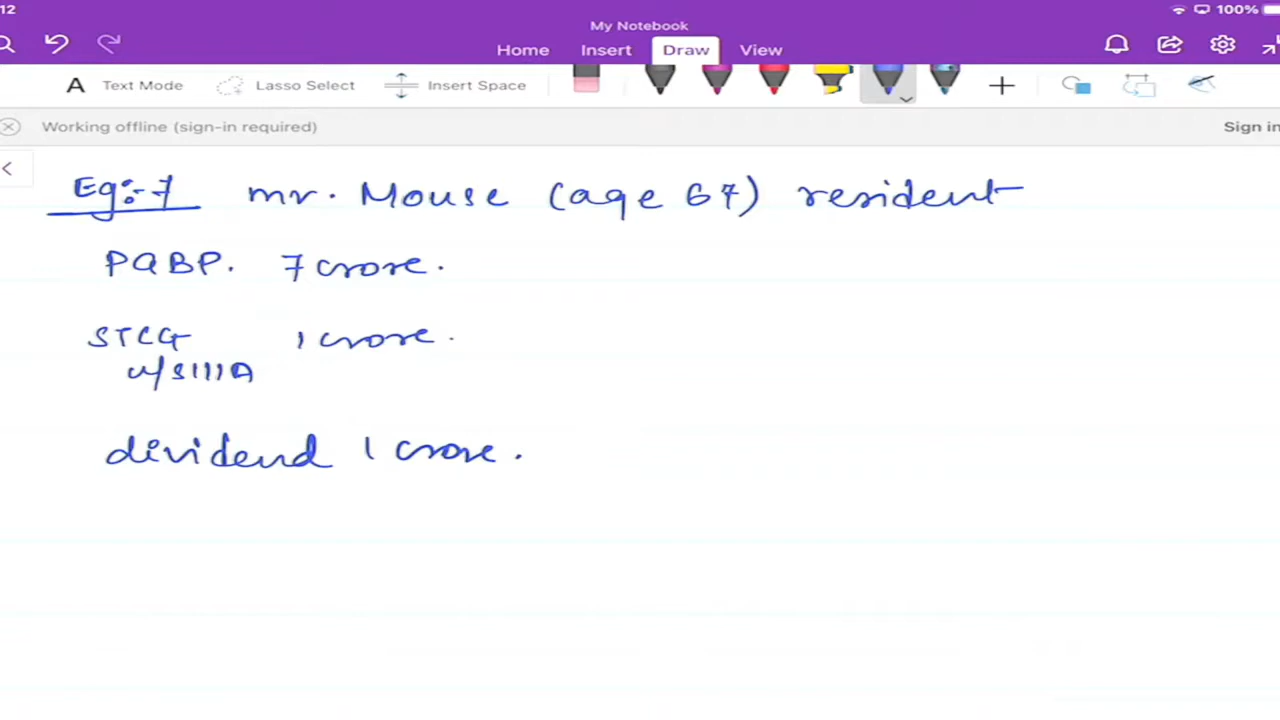 12
100%
My Notebook
Home Insert Draw View
A Text Mode Lasso Select Insert Space
Working offline (sign-in required) Sign in
Eg:-7 mr. Mouse (age 67) resident
PGBP. 7 crore.
STCG 1 crore.
u/s111A
dividend 1 crore.